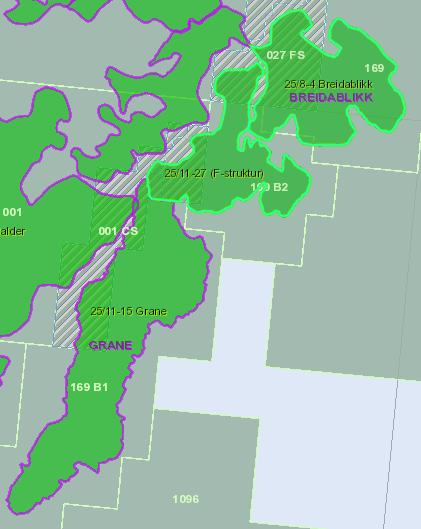 027 FS
169
25/8-4 Breidablikk
BREIDABLIKK
25/11-27 (F-struktur)
169 B2
001
001 CS
alder
25/11-15 Grane
GRANE
169 B1
1096